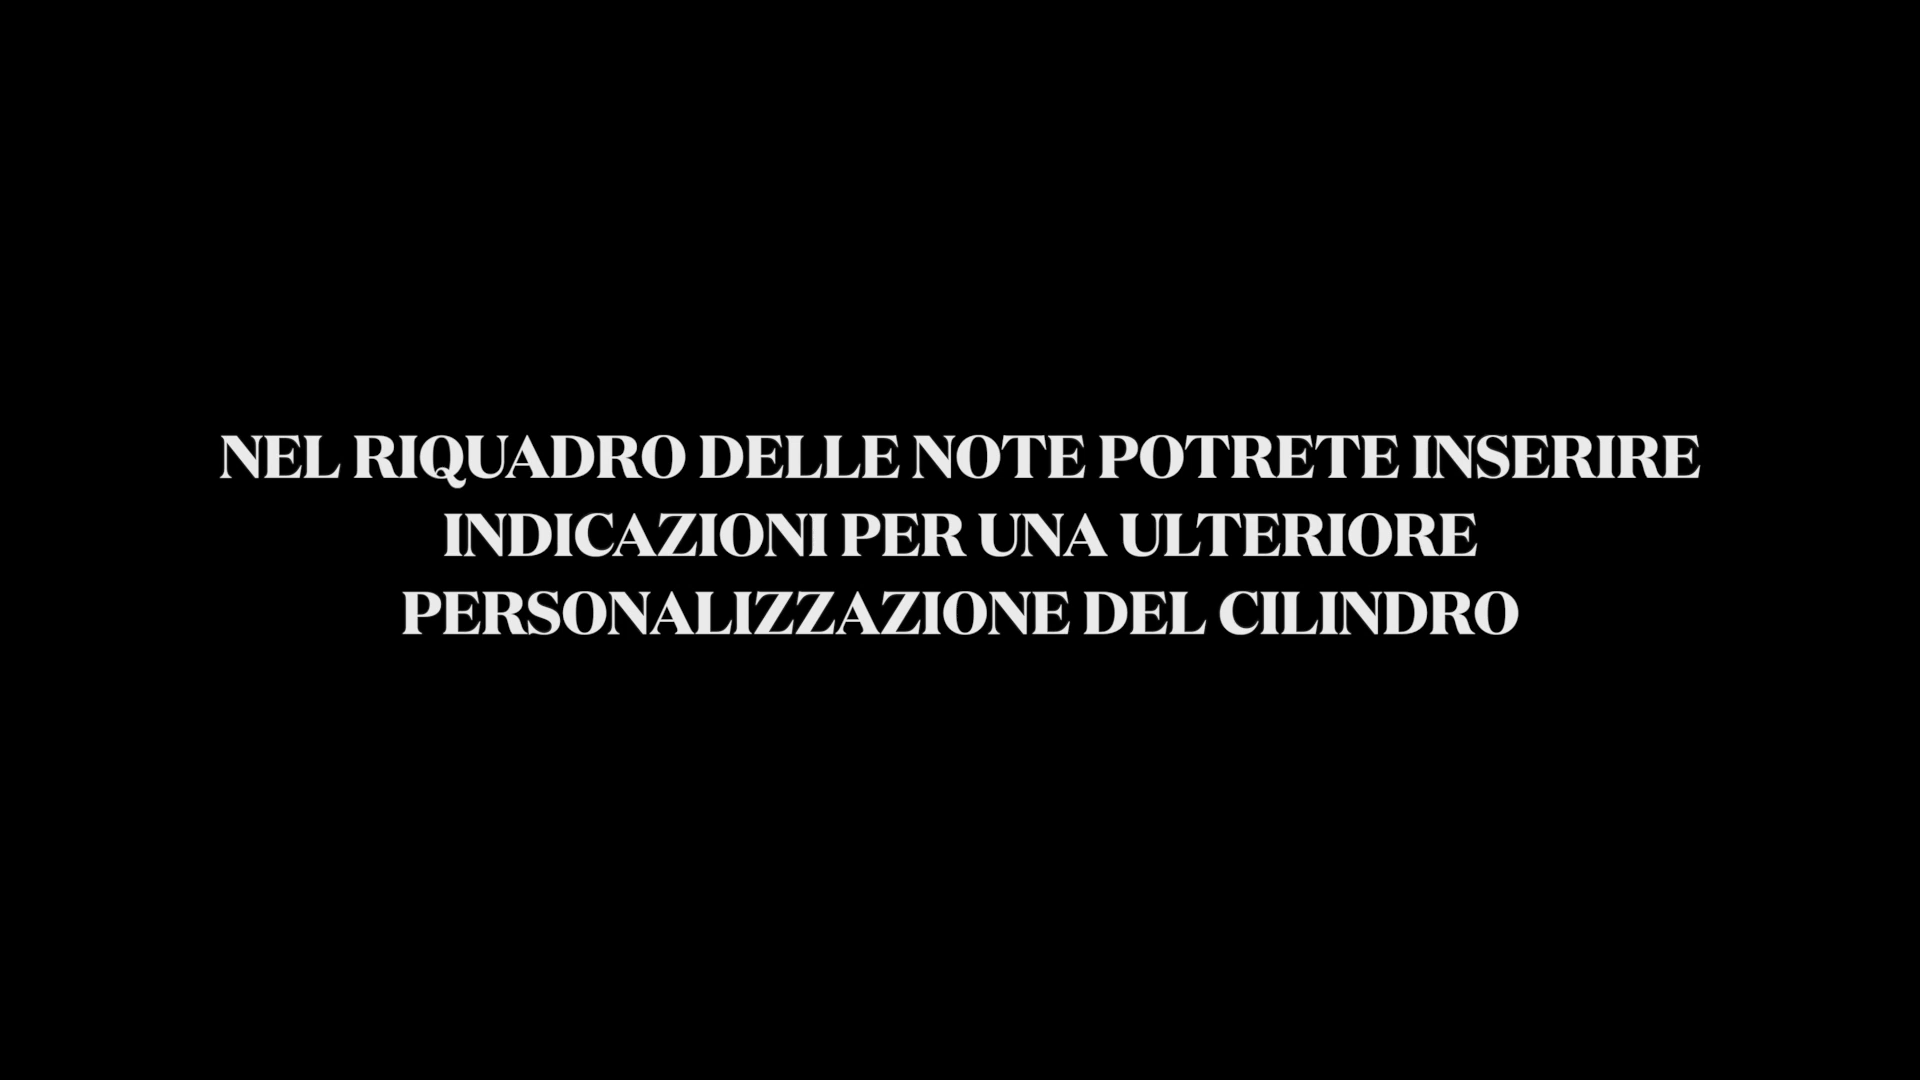 NEL RIQUADRO DELLE NOTE POTRETE INSERIRE
INDICAZIONI PER UNA ULTERIORE
PERSONALIZZAZIONE DEL CILINDRO